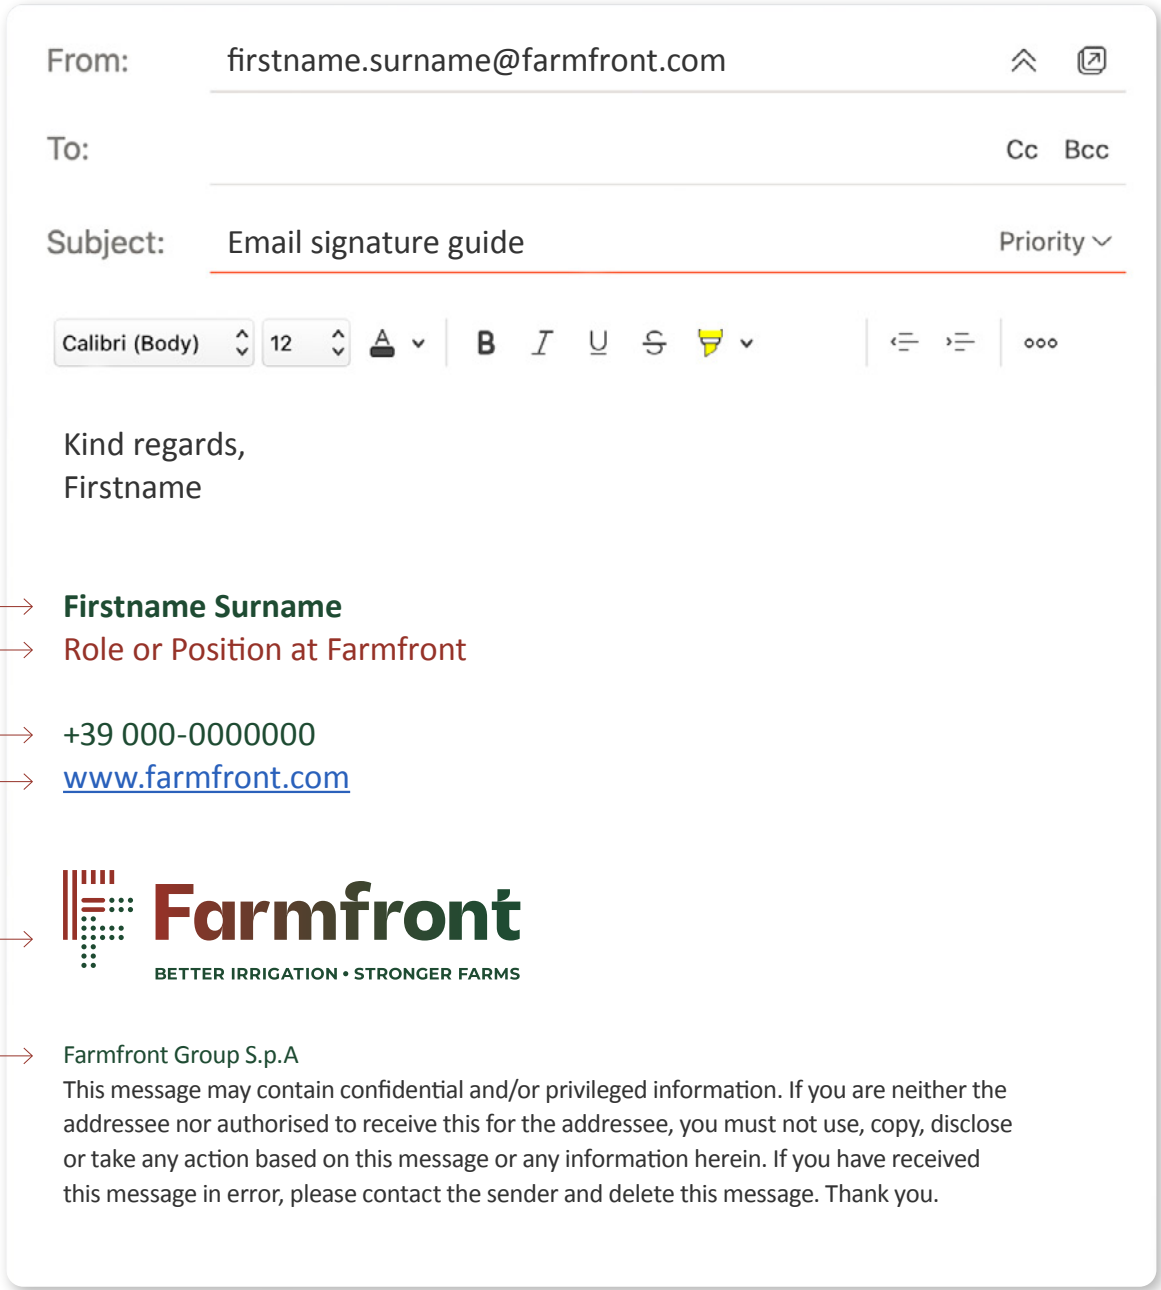 From: firstname.surname@farmfront.com
To: Cc Bcc
Subject: Email signature guide Priority
Calibri (Body) 12 A B I U S
Kind regards,
Firstname
Firstname Surname
Role or Position at Farmfront
+39 000-0000000
www.farmfront.com
Farmfront
BETTER IRRIGATION • STRONGER FARMS
Farmfront Group S.p.A
This message may contain confidential and/or privileged information. If you are neither the
addressee nor authorised to receive this for the addressee, you must not use, copy, disclose
or take any action based on this message or any information herein. If you have received
this message in error, please contact the sender and delete this message. Thank you.